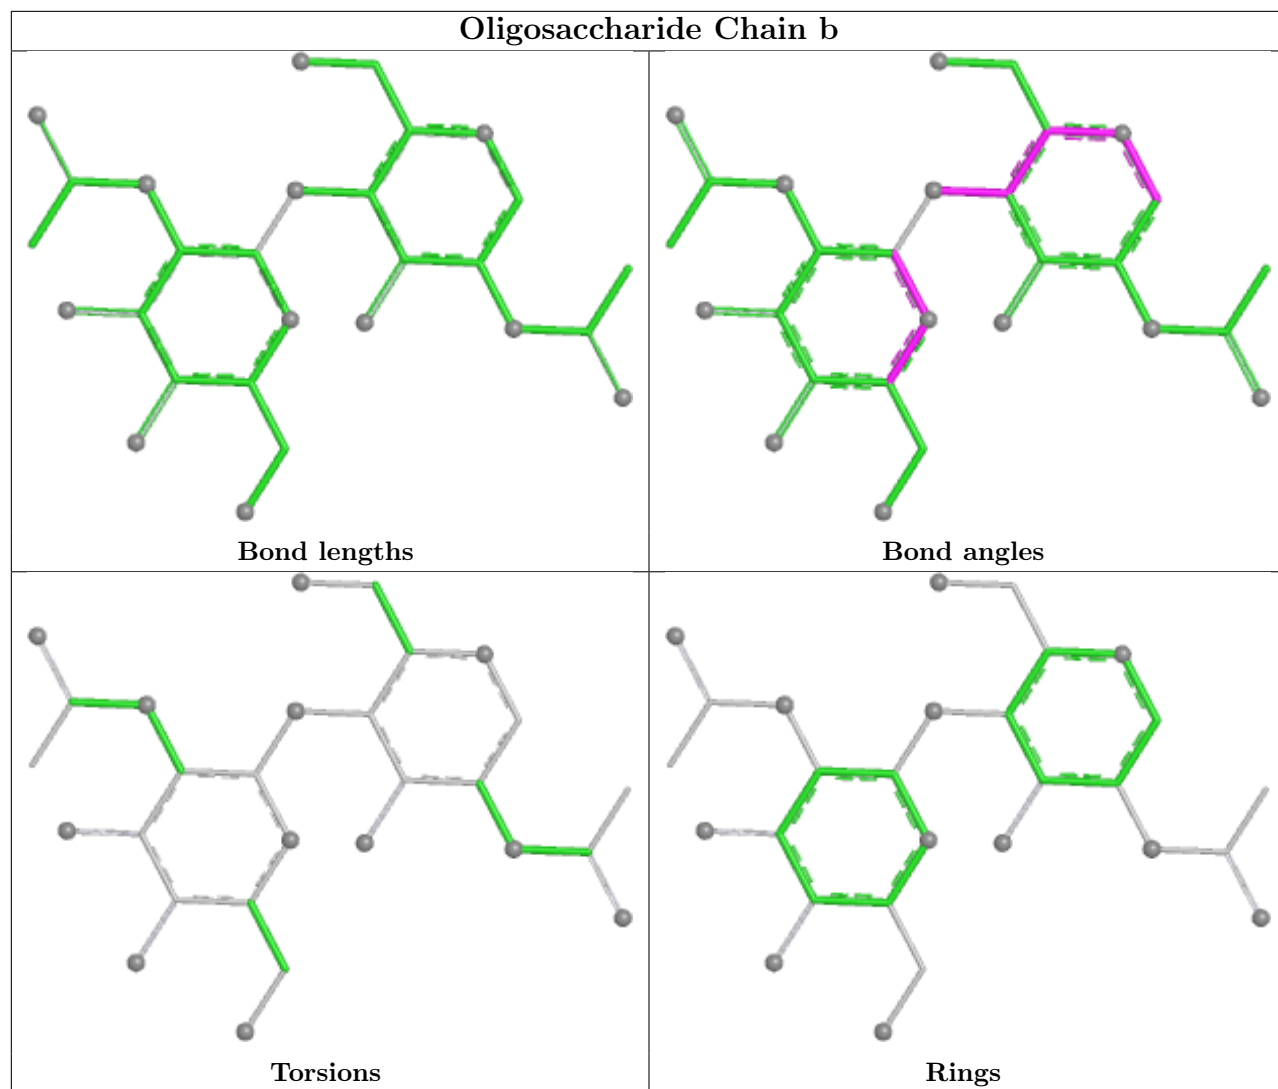 Oligosaccharide Chain b
Bond lengths
Bond angles
Torsions
Rings